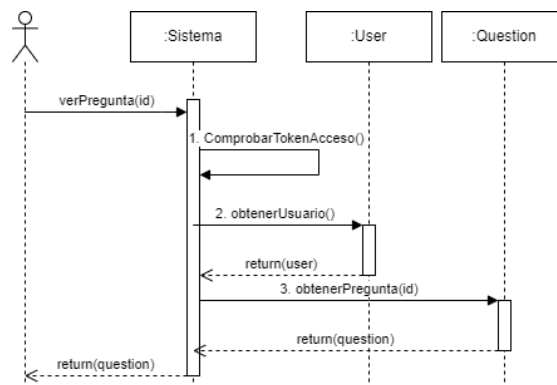 :Sistema
:User
:Question
verPregunta(id)
1. ComprobarTokenAcceso()
2. obtenerUsuario()
return(user)
3. obtenerPregunta(id)
return(question)
return(question)